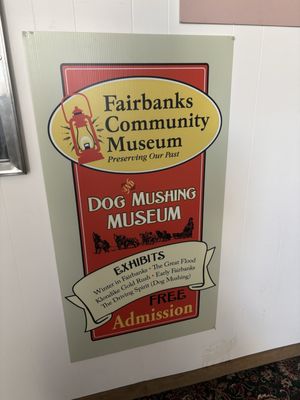 Fairbanks
Community
Museum
Preserving Our Past
DOG MUSHING
MUSEUM
EXHIBITS
Winter in Fairbanks • The Great Flood
Klondike Gold Rush • Early Fairbanks
The Driving Spirit (Dog Mushing)
FREE
Admission